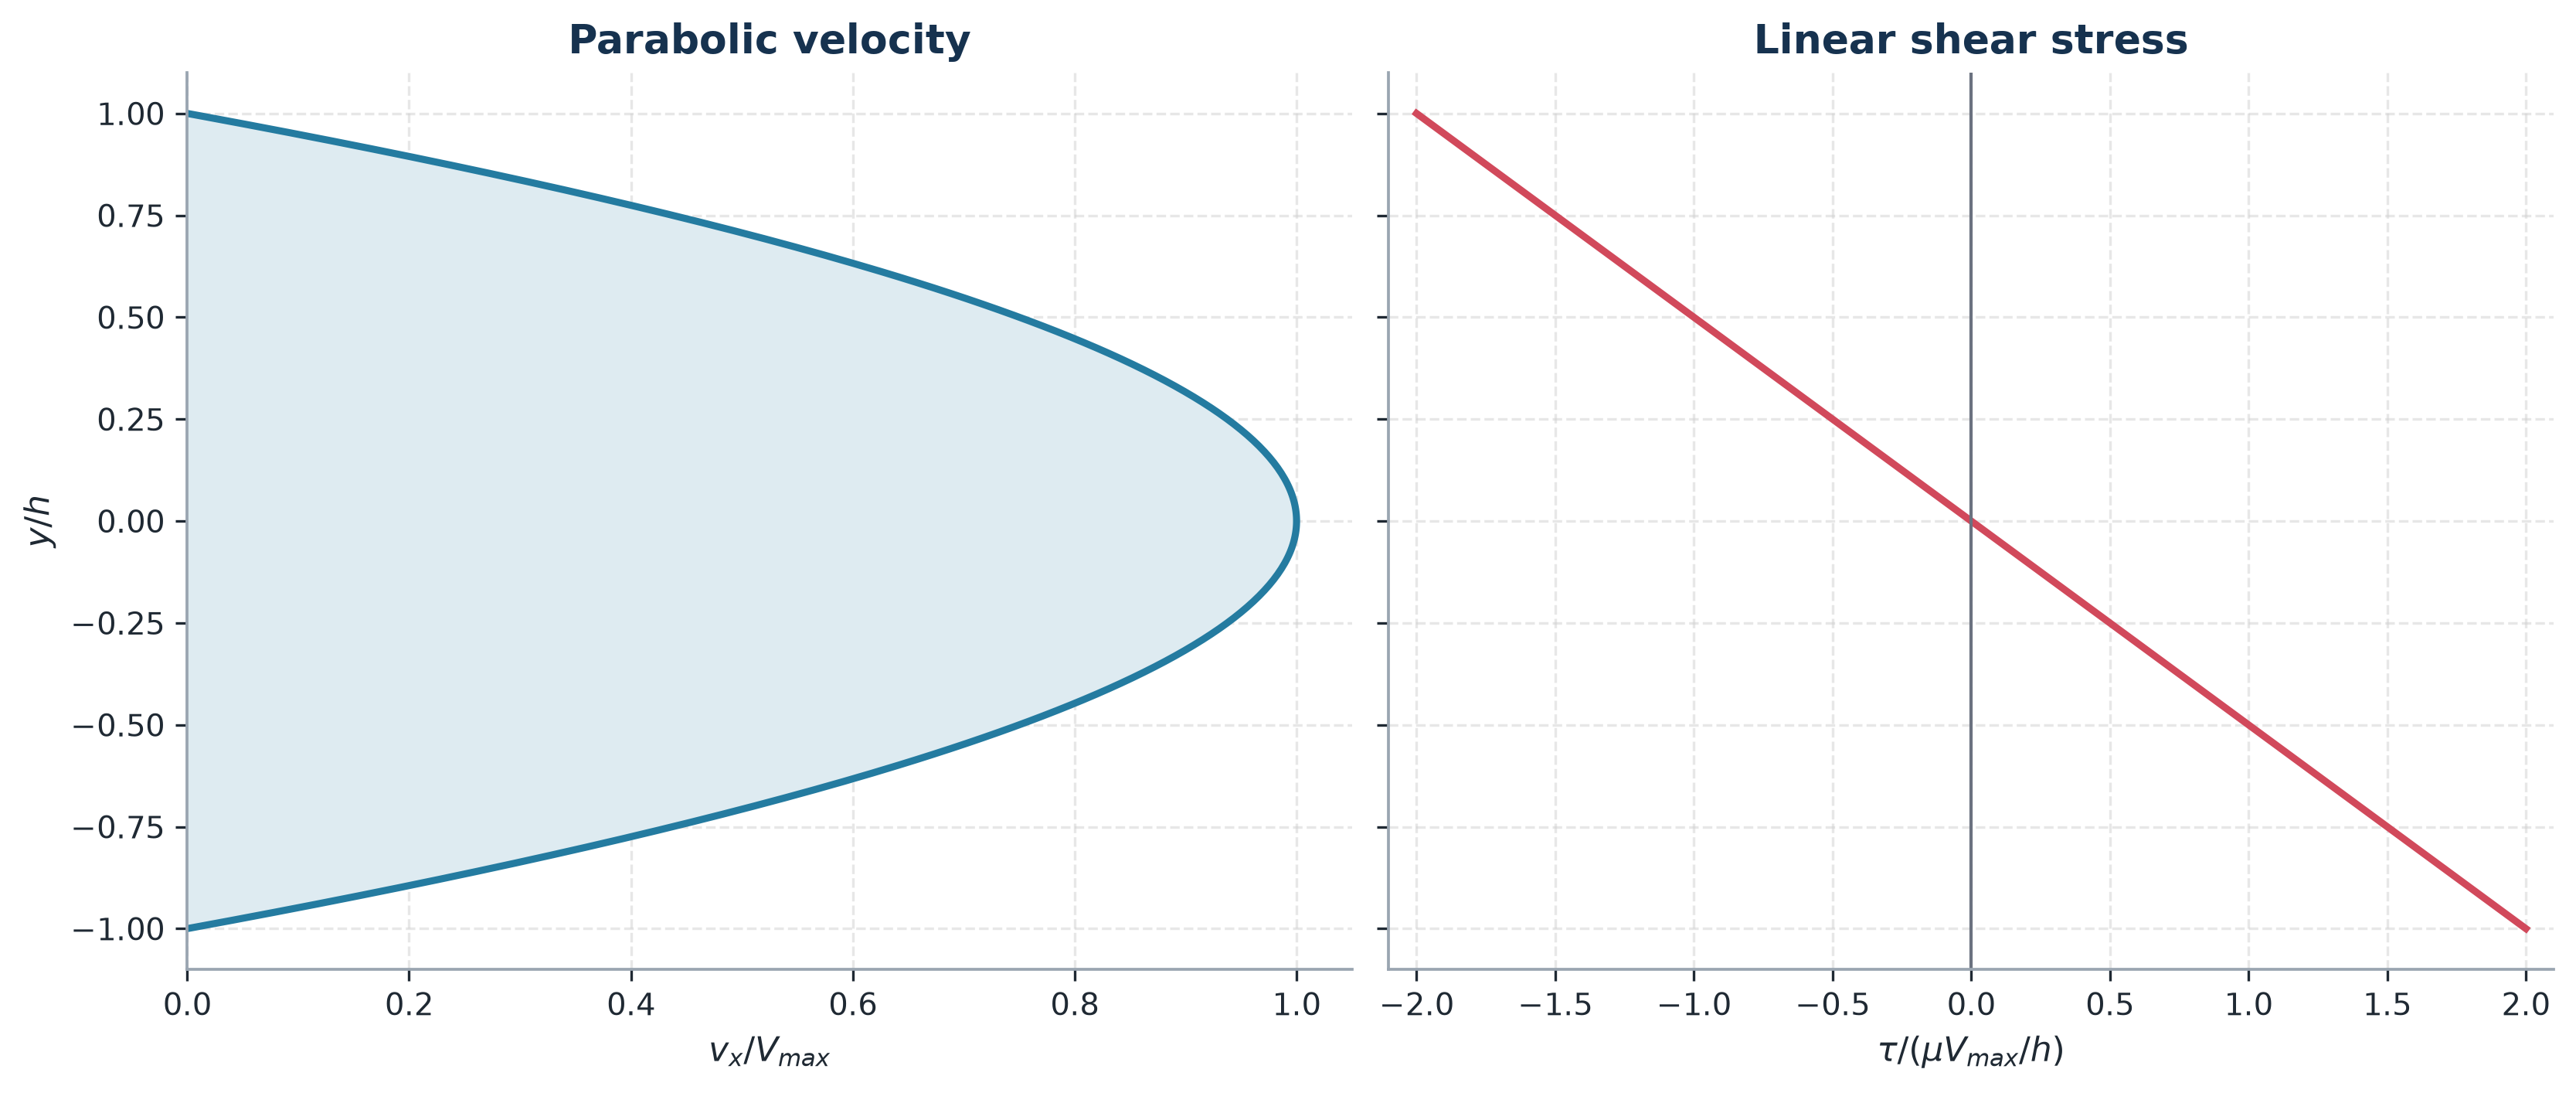 Parabolic velocity
1.00
0.75
0.50
0.25
0.00
−0.25
−0.50
−0.75
−1.00
y/h
0.0 0.2 0.4 0.6 0.8 1.0
v_x/V_max
Linear shear stress
−2.0 −1.5 −1.0 −0.5 0.0 0.5 1.0 1.5 2.0
τ/(μV_max/h)